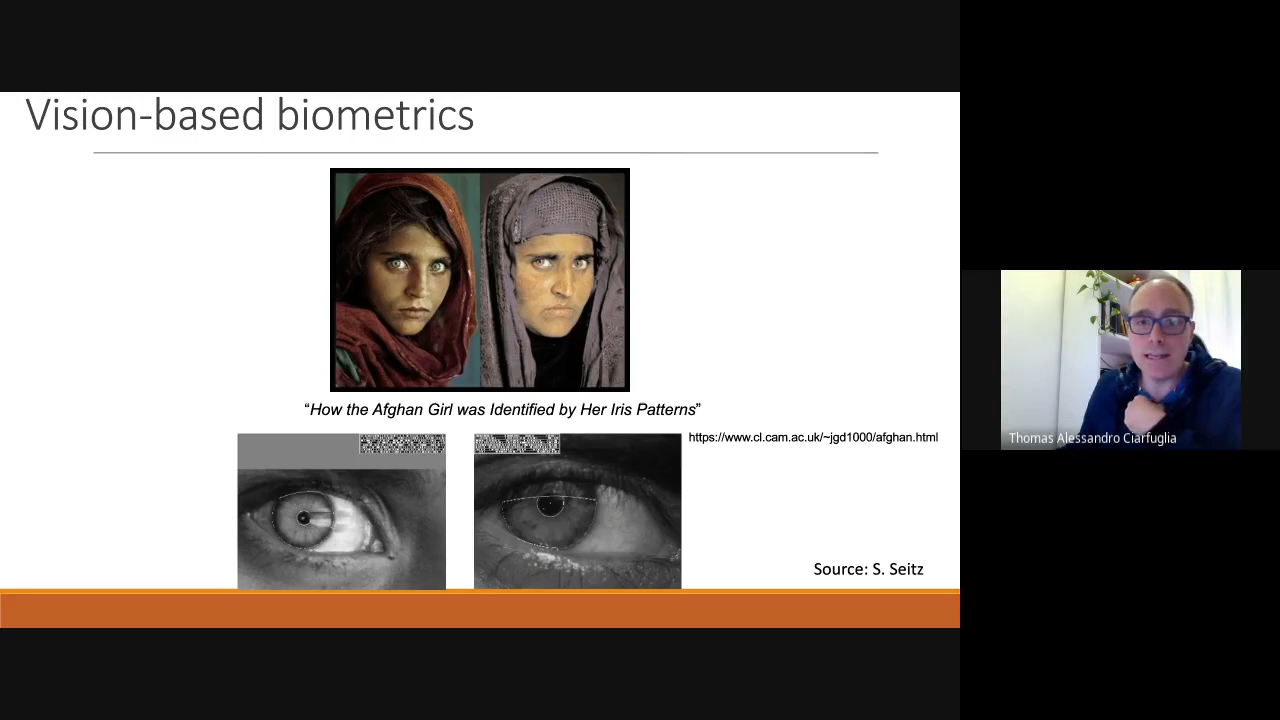 Vision-based biometrics
“How the Afghan Girl was Identified by Her Iris Patterns”
https://www.cl.cam.ac.uk/~jgd1000/afghan.html
Source: S. Seitz
Thomas Alessandro Ciarfuglia